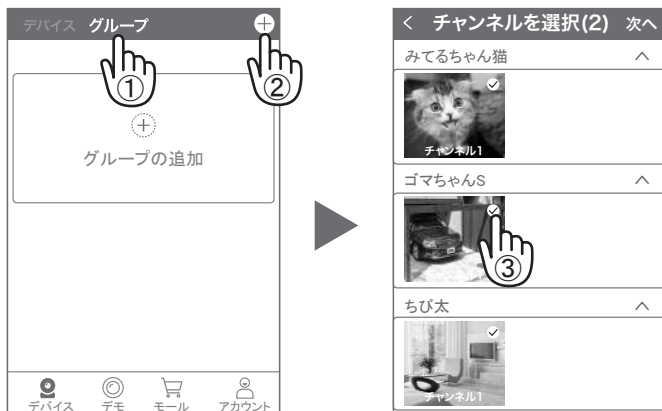 デバイス グループ
①
②
グループの追加
デバイス デモ モール アカウント
チャンネルを選択(2) 次へ
みてるちゃん猫
チャンネル1
ゴマちゃんS
③
ちび太
チャンネル1